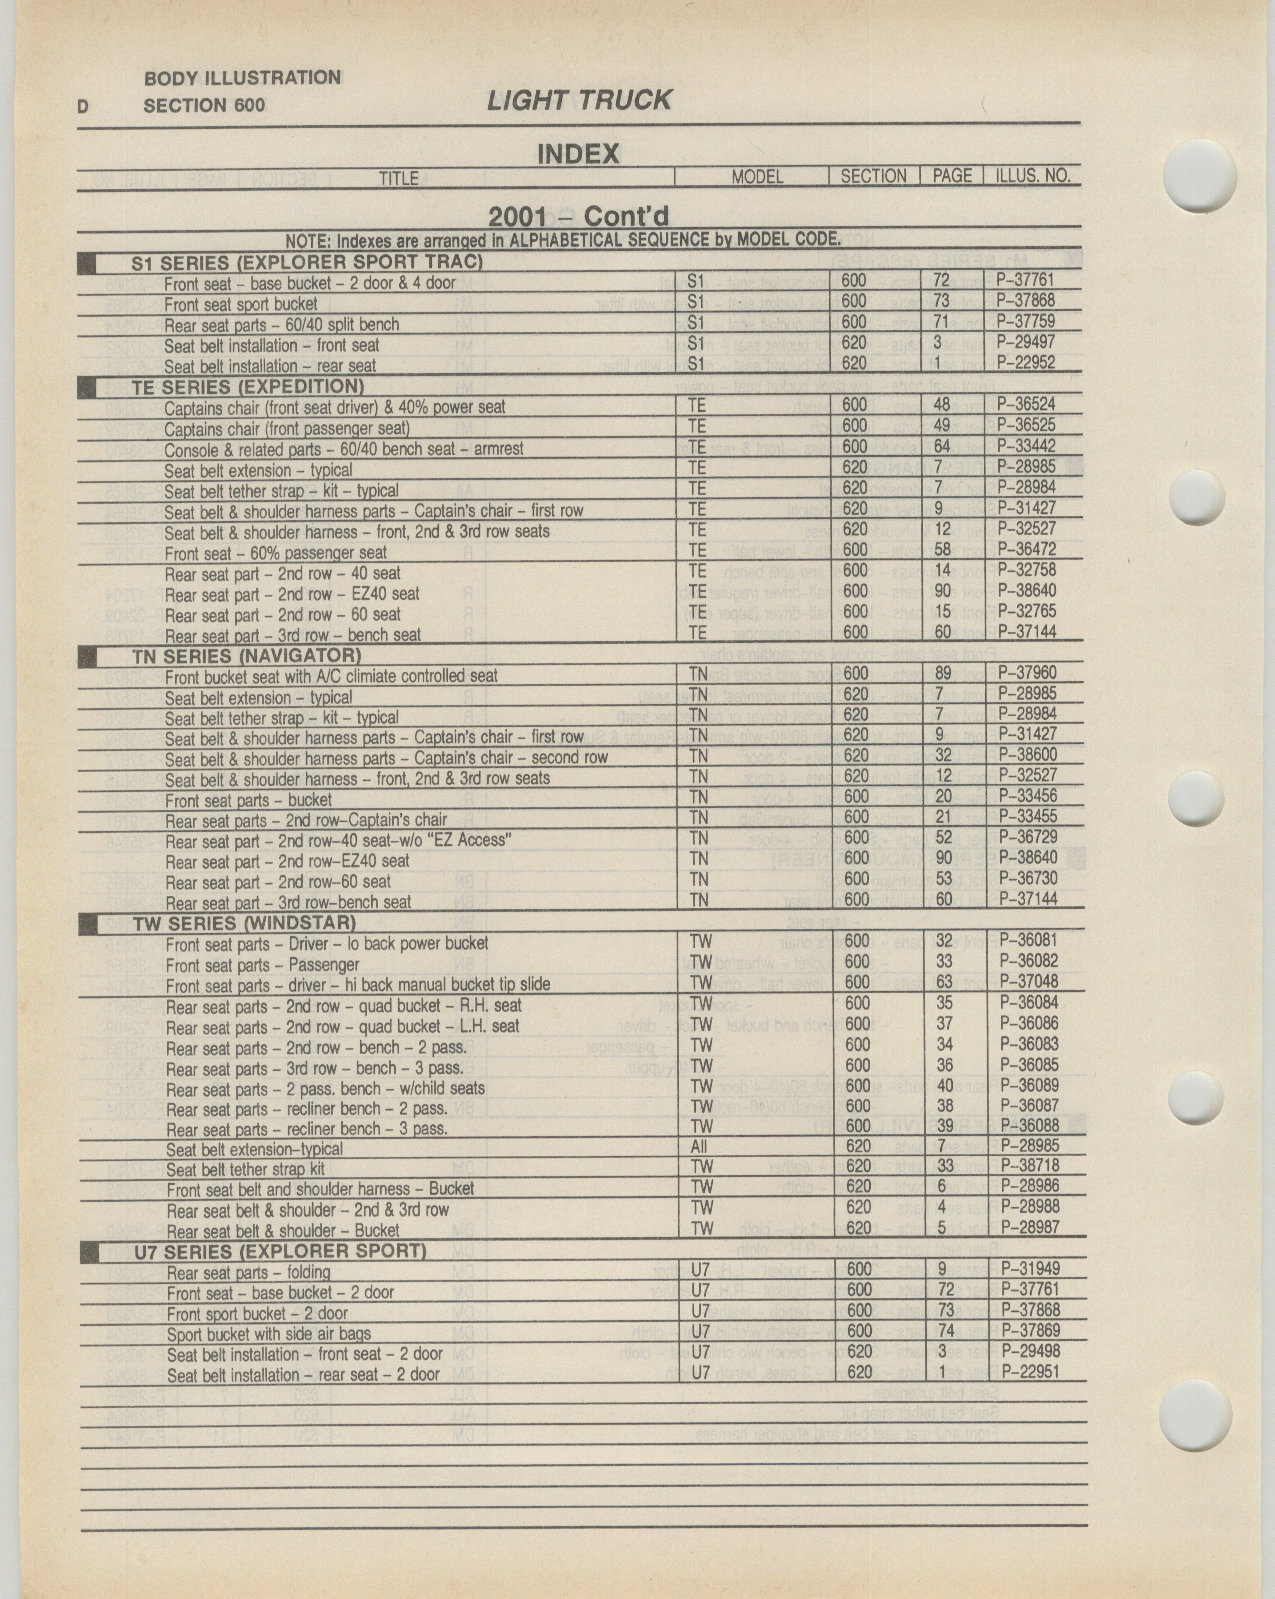 BODY ILLUSTRATION
D SECTION 600 LIGHT TRUCK
INDEX
TITLE MODEL SECTION PAGE ILLUS. NO.
2001 – Cont'd
NOTE: Indexes are arranged in ALPHABETICAL SEQUENCE by MODEL CODE.
S1 SERIES (EXPLORER SPORT TRAC)
Front seat – base bucket – 2 door & 4 door S1 600 72 P–37761
Front seat sport bucket S1 600 73 P–37868
Rear seat parts – 60/40 split bench S1 600 71 P–37759
Seat belt installation – front seat S1 620 3 P–29497
Seat belt installation – rear seat S1 620 1 P–22952
TE SERIES (EXPEDITION)
Captains chair (front seat driver) & 40% power seat TE 600 48 P–36524
Captains chair (front passenger seat) TE 600 49 P–36525
Console & related parts – 60/40 bench seat – armrest TE 600 64 P–33442
Seat belt extension – typical TE 620 7 P–28985
Seat belt tether strap – kit – typical TE 620 7 P–28984
Seat belt & shoulder harness parts – Captain's chair – first row TE 620 9 P–31427
Seat belt & shoulder harness – front, 2nd & 3rd row seats TE 620 12 P–32527
Front seat – 60% passenger seat TE 600 58 P–36472
Rear seat part – 2nd row – 40 seat TE 600 14 P–32758
Rear seat part – 2nd row – EZ40 seat TE 600 90 P–38640
Rear seat part – 2nd row – 60 seat TE 600 15 P–32765
Rear seat part – 3rd row – bench seat TE 600 60 P–37144
TN SERIES (NAVIGATOR)
Front bucket seat with A/C climiate controlled seat TN 600 89 P–37960
Seat belt extension – typical TN 620 7 P–28985
Seat belt tether strap – kit – typical TN 620 7 P–28984
Seat belt & shoulder harness parts – Captain's chair – first row TN 620 9 P–31427
Seat belt & shoulder harness parts – Captain's chair – second row TN 620 32 P–38600
Seat belt & shoulder harness – front, 2nd & 3rd row seats TN 620 12 P–32527
Front seat parts – bucket TN 600 20 P–33456
Rear seat parts – 2nd row–Captain's chair TN 600 21 P–33455
Rear seat part – 2nd row–40 seat–w/o "EZ Access" TN 600 52 P–36729
Rear seat part – 2nd row–EZ40 seat TN 600 90 P–38640
Rear seat part – 2nd row–60 seat TN 600 53 P–36730
Rear seat part – 3rd row–bench seat TN 600 60 P–37144
TW SERIES (WINDSTAR)
Front seat parts – Driver – lo back power bucket TW 600 32 P–36081
Front seat parts – Passenger TW 600 33 P–36082
Front seat parts – driver – hi back manual bucket tip slide TW 600 63 P–37048
Rear seat parts – 2nd row – quad bucket – R.H. seat TW 600 35 P–36084
Rear seat parts – 2nd row – quad bucket – L.H. seat TW 600 37 P–36086
Rear seat parts – 2nd row – bench – 2 pass. TW 600 34 P–36083
Rear seat parts – 3rd row – bench – 3 pass. TW 600 36 P–36085
Rear seat parts – 2 pass. bench – w/child seats TW 600 40 P–36089
Rear seat parts – recliner bench – 2 pass. TW 600 38 P–36087
Rear seat parts – recliner bench – 3 pass. TW 600 39 P–36088
Seat belt extension–typical All 620 7 P–28985
Seat belt tether strap kit TW 620 33 P–38718
Front seat belt and shoulder harness – Bucket TW 620 6 P–28986
Rear seat belt & shoulder – 2nd & 3rd row TW 620 4 P–28988
Rear seat belt & shoulder – Bucket TW 620 5 P–28987
U7 SERIES (EXPLORER SPORT)
Rear seat parts – folding U7 600 9 P–31949
Front seat – base bucket – 2 door U7 600 72 P–37761
Front sport bucket – 2 door U7 600 73 P–37868
Sport bucket with side air bags U7 600 74 P–37869
Seat belt installation – front seat – 2 door U7 620 3 P–29498
Seat belt installation – rear seat – 2 door U7 620 1 P–22951